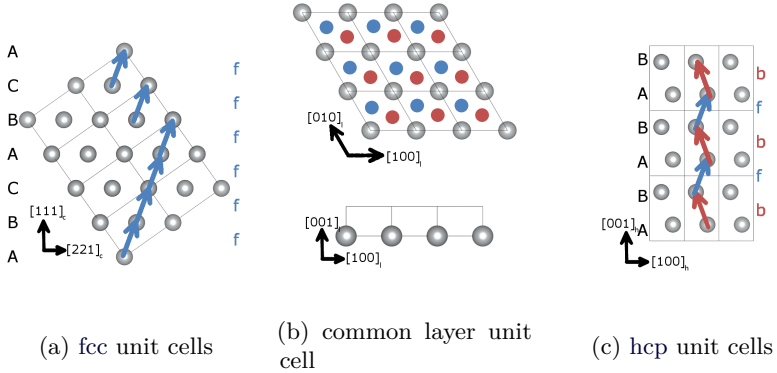 A
C
B
A
C
B
A
f
f
f
f
f
f
[111]c
[221]c
(a) fcc unit cells
[010]l
[100]l
[001]l
[100]l
(b) common layer unit
cell
B
A
B
A
B
A
b
f
b
f
b
[001]h
[100]h
(c) hcp unit cells